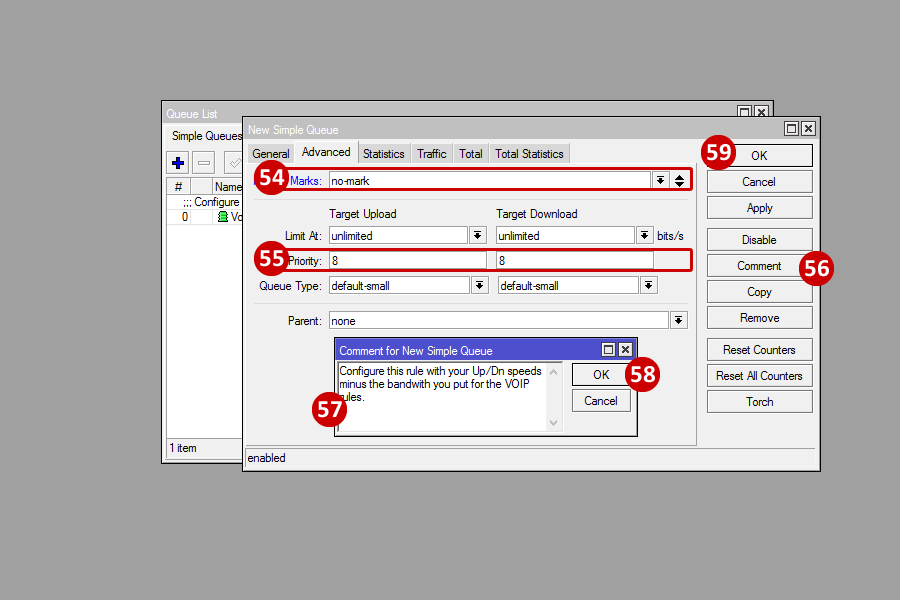 Queue List
Simple Queues
#
Name
;;; Configure
0
1 item
New Simple Queue
General Advanced Statistics Traffic Total Total Statistics
54 Marks: no-mark
Target Upload Target Download
Limit At: unlimited unlimited bits/s
55 Priority: 8 8
Queue Type: default-small default-small
Parent: none
Comment for New Simple Queue
Configure this rule with your Up/Dn speeds
minus the bandwith you put for the VOIP
rules.
57
OK 58
Cancel
enabled
59 OK
Cancel
Apply
Disable
Comment 56
Copy
Remove
Reset Counters
Reset All Counters
Torch